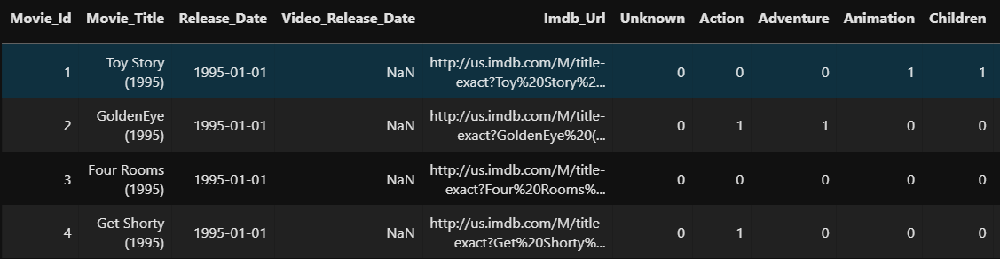 Movie_Id Movie_Title Release_Date Video_Release_Date Imdb_Url Unknown Action Adventure Animation Children
1 Toy Story (1995) 1995-01-01 NaN http://us.imdb.com/M/title-exact?Toy%20Story%2... 0 0 0 1 1
2 GoldenEye (1995) 1995-01-01 NaN http://us.imdb.com/M/title-exact?GoldenEye%20(... 0 1 1 0 0
3 Four Rooms (1995) 1995-01-01 NaN http://us.imdb.com/M/title-exact?Four%20Rooms%... 0 0 0 0 0
4 Get Shorty (1995) 1995-01-01 NaN http://us.imdb.com/M/title-exact?Get%20Shorty%... 0 1 0 0 0